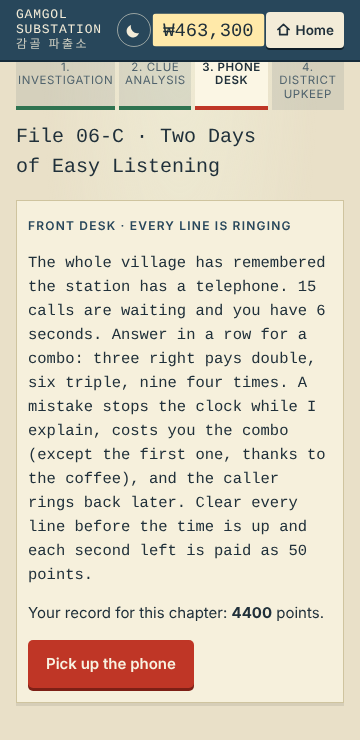 GAMGOL
SUBSTATION
감골 파출소
₩463,300
Home
1.
INVESTIGATION
2. CLUE
ANALYSIS
3. PHONE
DESK
4.
DISTRICT
UPKEEP
File 06-C · Two Days
of Easy Listening
FRONT DESK · EVERY LINE IS RINGING
The whole village has remembered
the station has a telephone. 15
calls are waiting and you have 6
seconds. Answer in a row for a
combo: three right pays double,
six triple, nine four times. A
mistake stops the clock while I
explain, costs you the combo
(except the first one, thanks to
the coffee), and the caller
rings back later. Clear every
line before the time is up and
each second left is paid as 50
points.
Your record for this chapter: 4400 points.
Pick up the phone